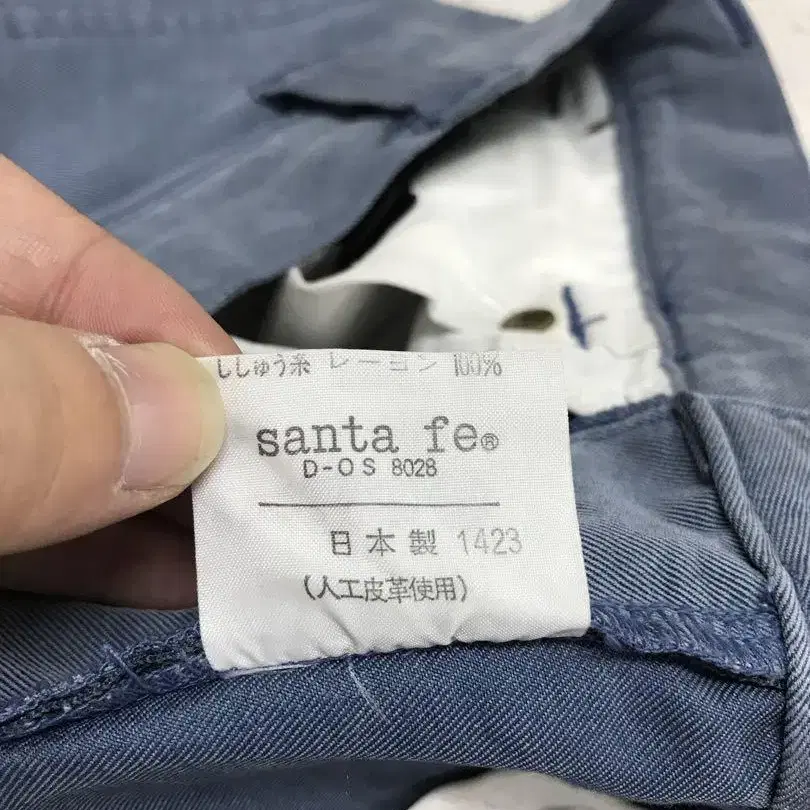 ししゅう糸 レーヨン 100%
santa fe®
D-OS 8028
日本製 1423
(人工皮革使用)